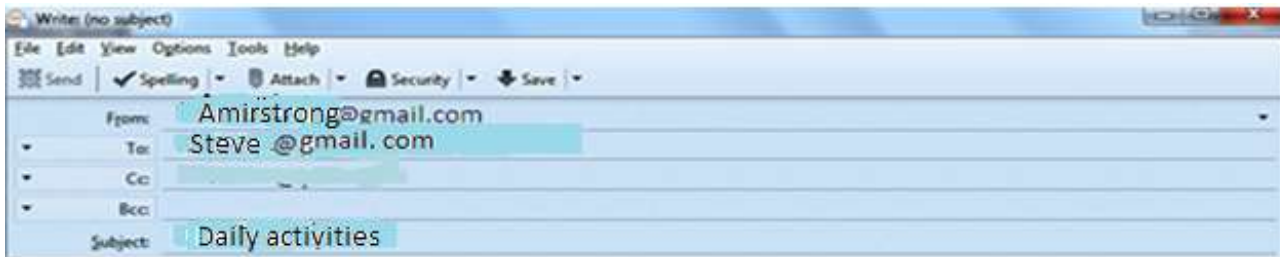 Write: (no subject)
File Edit View Options Tools Help
Send Spelling Attach Security Save
From: Amirstrong@gmail.com
To: Steve @gmail. com
Cc:
Bcc:
Subject: Daily activities